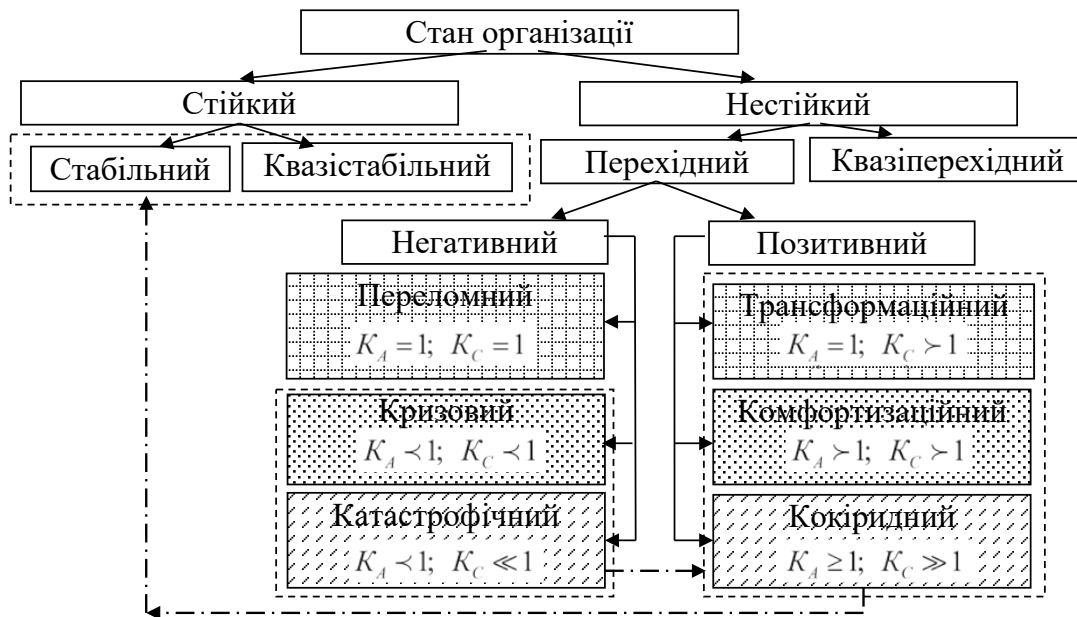 Стан організації
Стійкий
Нестійкий
Стабільний
Квазістабільний
Перехідний
Квазіперехідний
Негативний
Позитивний
Переломний
K_A = 1; K_C = 1
Трансформаційний
K_A = 1; K_C ≻ 1
Кризовий
K_A ≺ 1; K_C ≺ 1
Комфортизаційний
K_A ≻ 1; K_C ≻ 1
Катастрофічний
K_A ≺ 1; K_C ≪ 1
Кокіридний
K_A ≥ 1; K_C ≫ 1